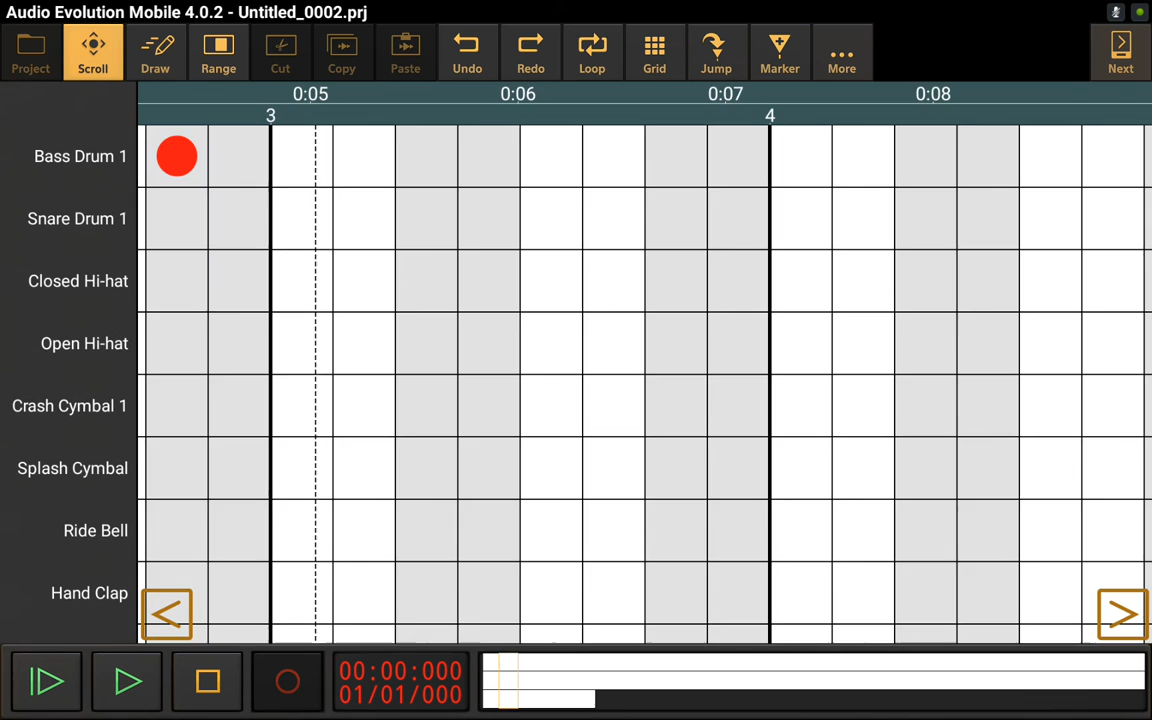 Audio Evolution Mobile 4.0.2 - Untitled_0002.prj
Project Scroll Draw Range Cut Copy Paste Undo Redo Loop Grid Jump Marker More Next
0:05 0:06 0:07 0:08
3 4
Bass Drum 1
Snare Drum 1
Closed Hi-hat
Open Hi-hat
Crash Cymbal 1
Splash Cymbal
Ride Bell
Hand Clap
00:00:000
01/01/000